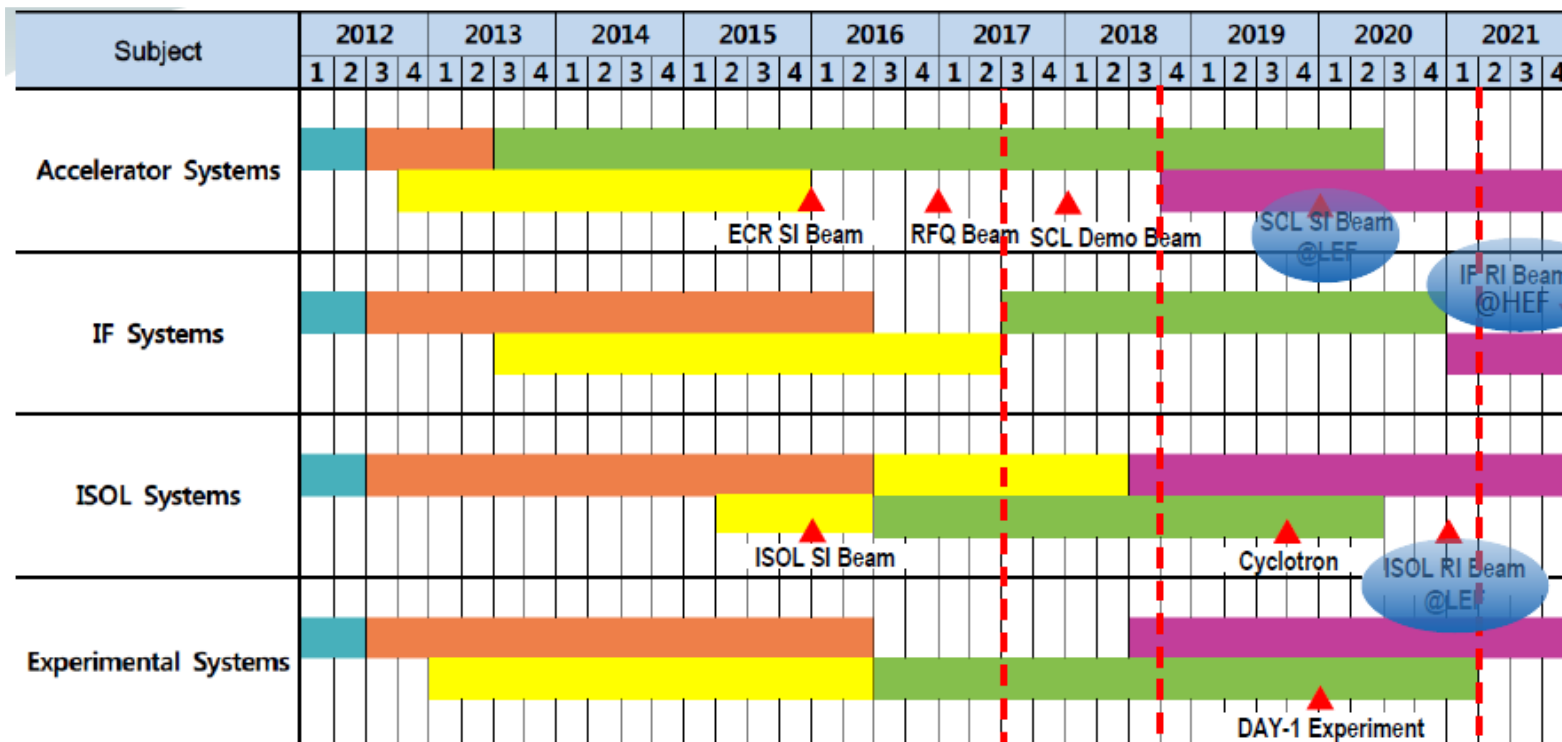 Subject 2012 2013 2014 2015 2016 2017 2018 2019 2020 2021
1 2 3 4 1 2 3 4 1 2 3 4 1 2 3 4 1 2 3 4 1 2 3 4 1 2 3 4 1 2 3 4 1 2 3 4 1 2 3 4
Accelerator Systems
ECR SI Beam RFQ Beam SCL Demo Beam SCL SI Beam
@LEF
IF RI Beam
@HEF
IF Systems
ISOL Systems
ISOL SI Beam Cyclotron ISOL RI Beam
@LEF
Experimental Systems
DAY-1 Experiment